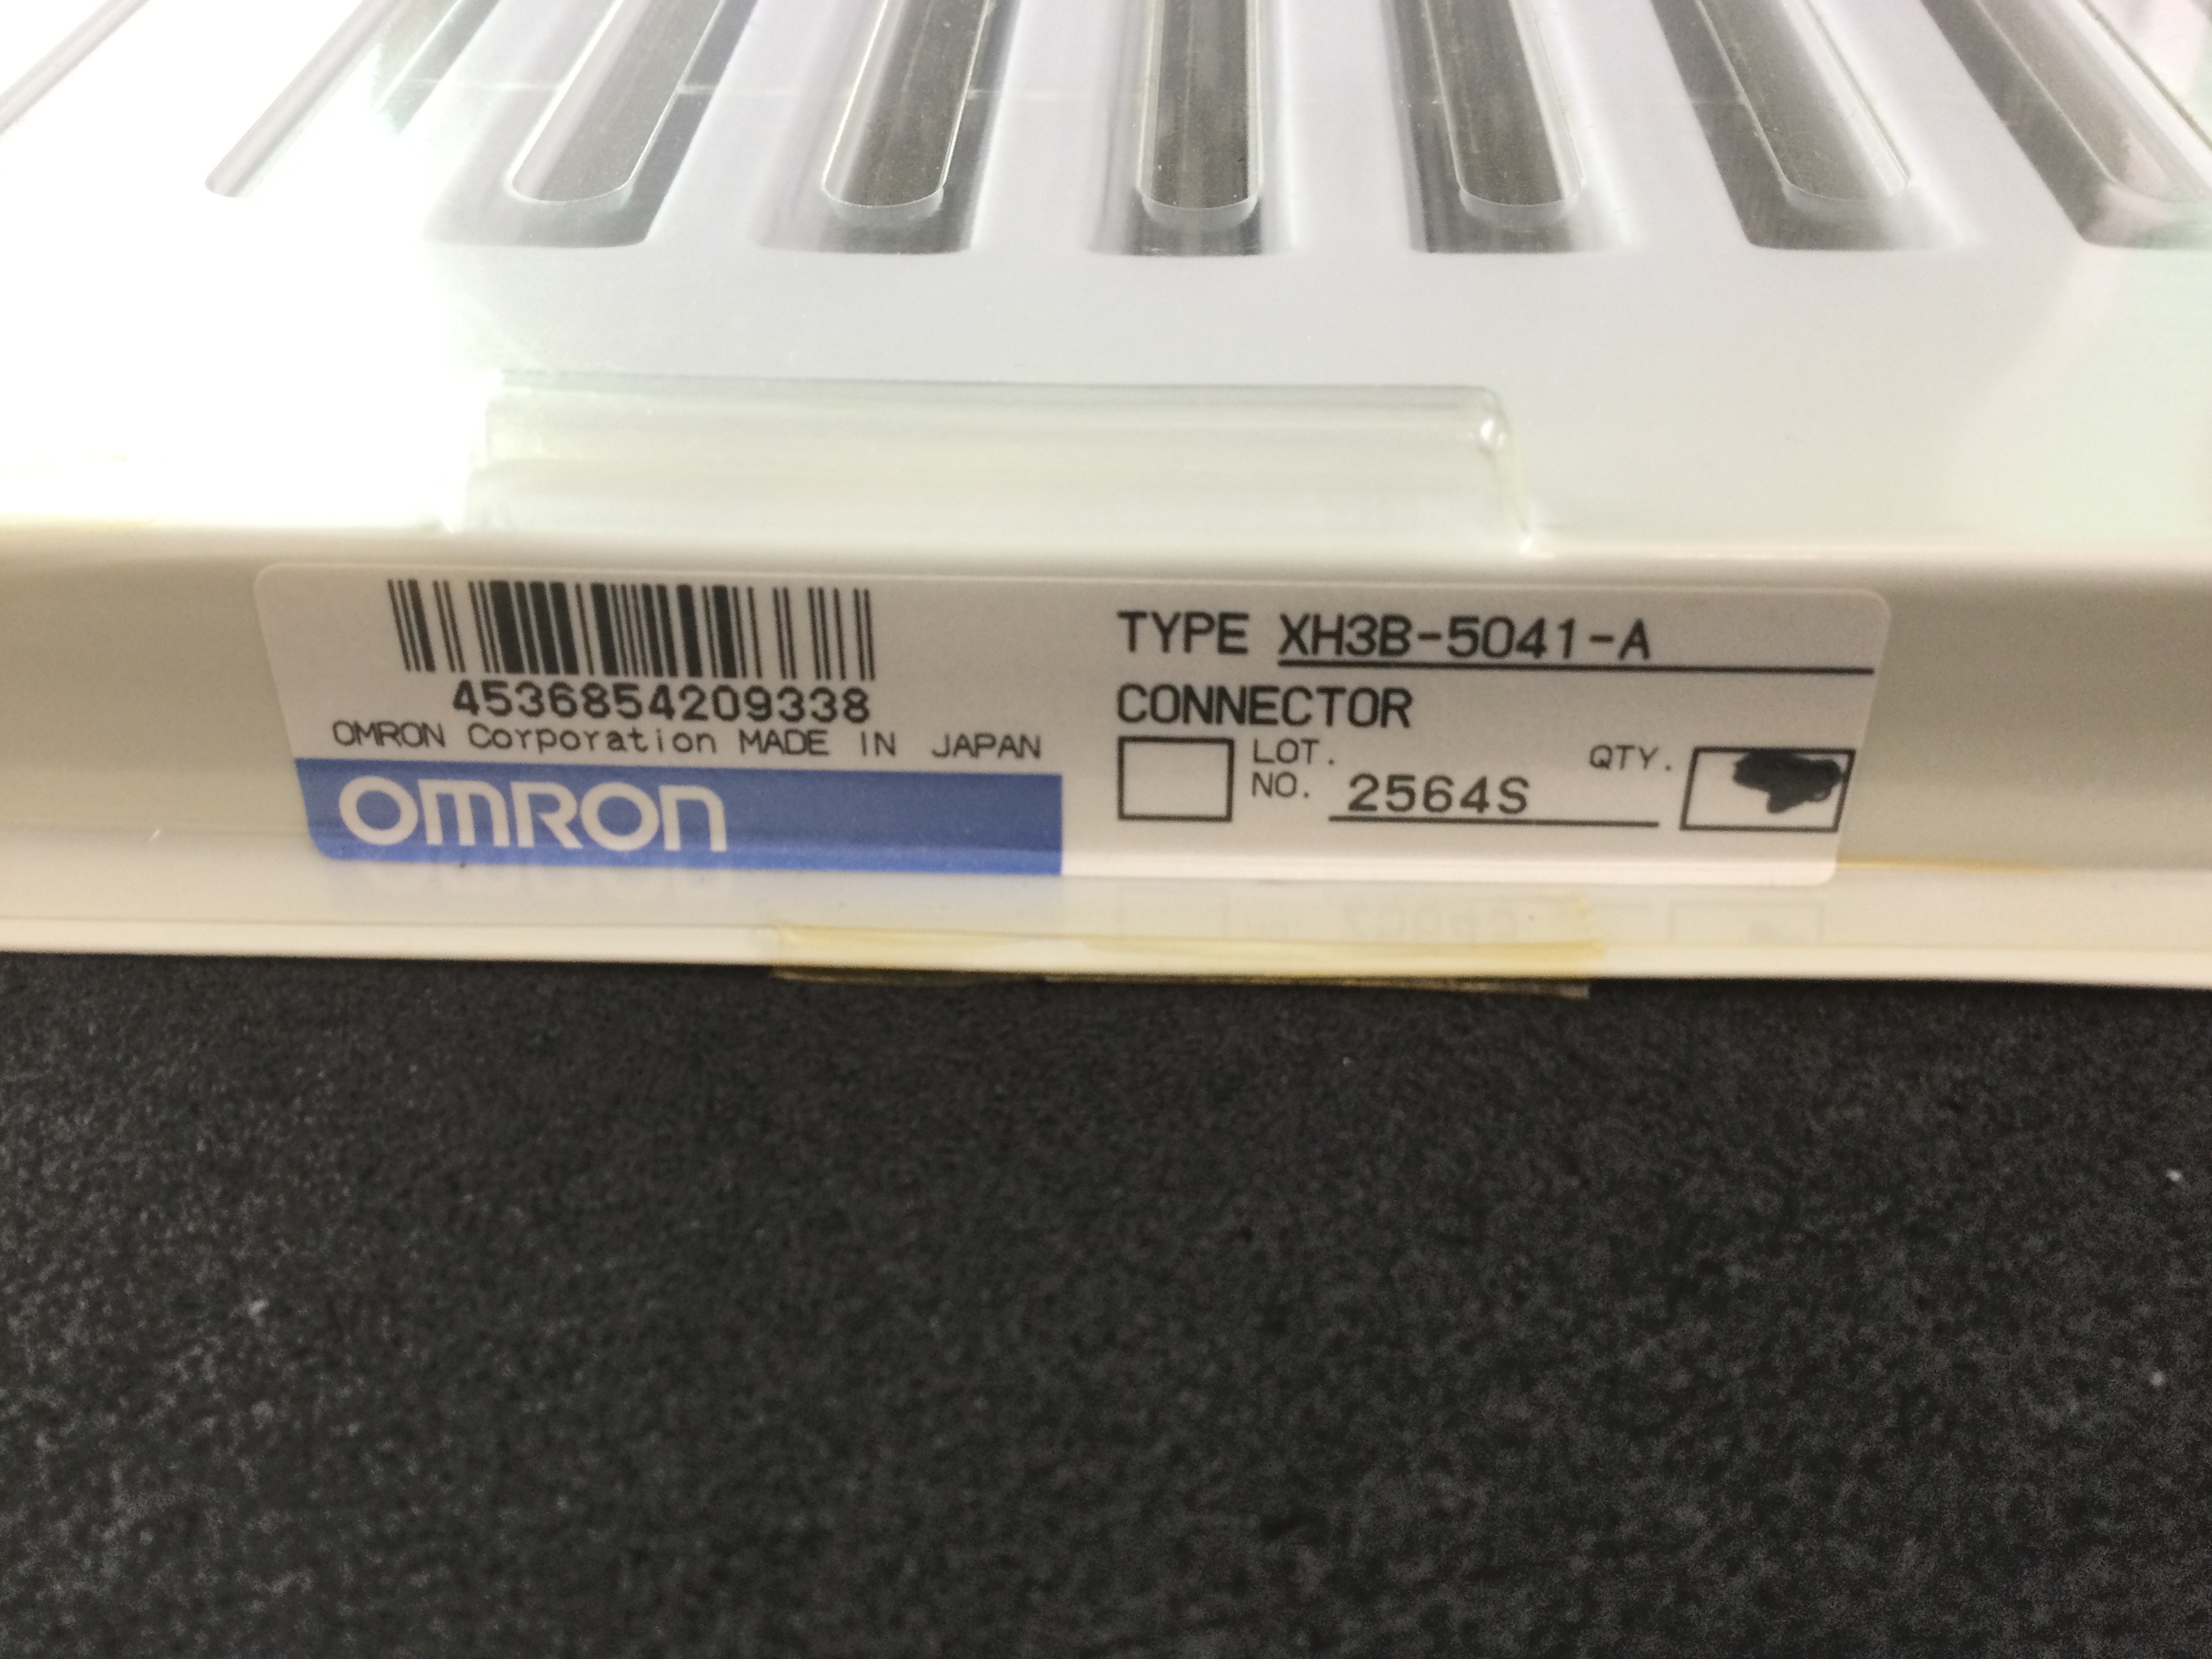 4536854209338
OMRON Corporation MADE IN JAPAN
OMRON
TYPE XH3B-5041-A
CONNECTOR
LOT.
NO. 2564S
QTY.